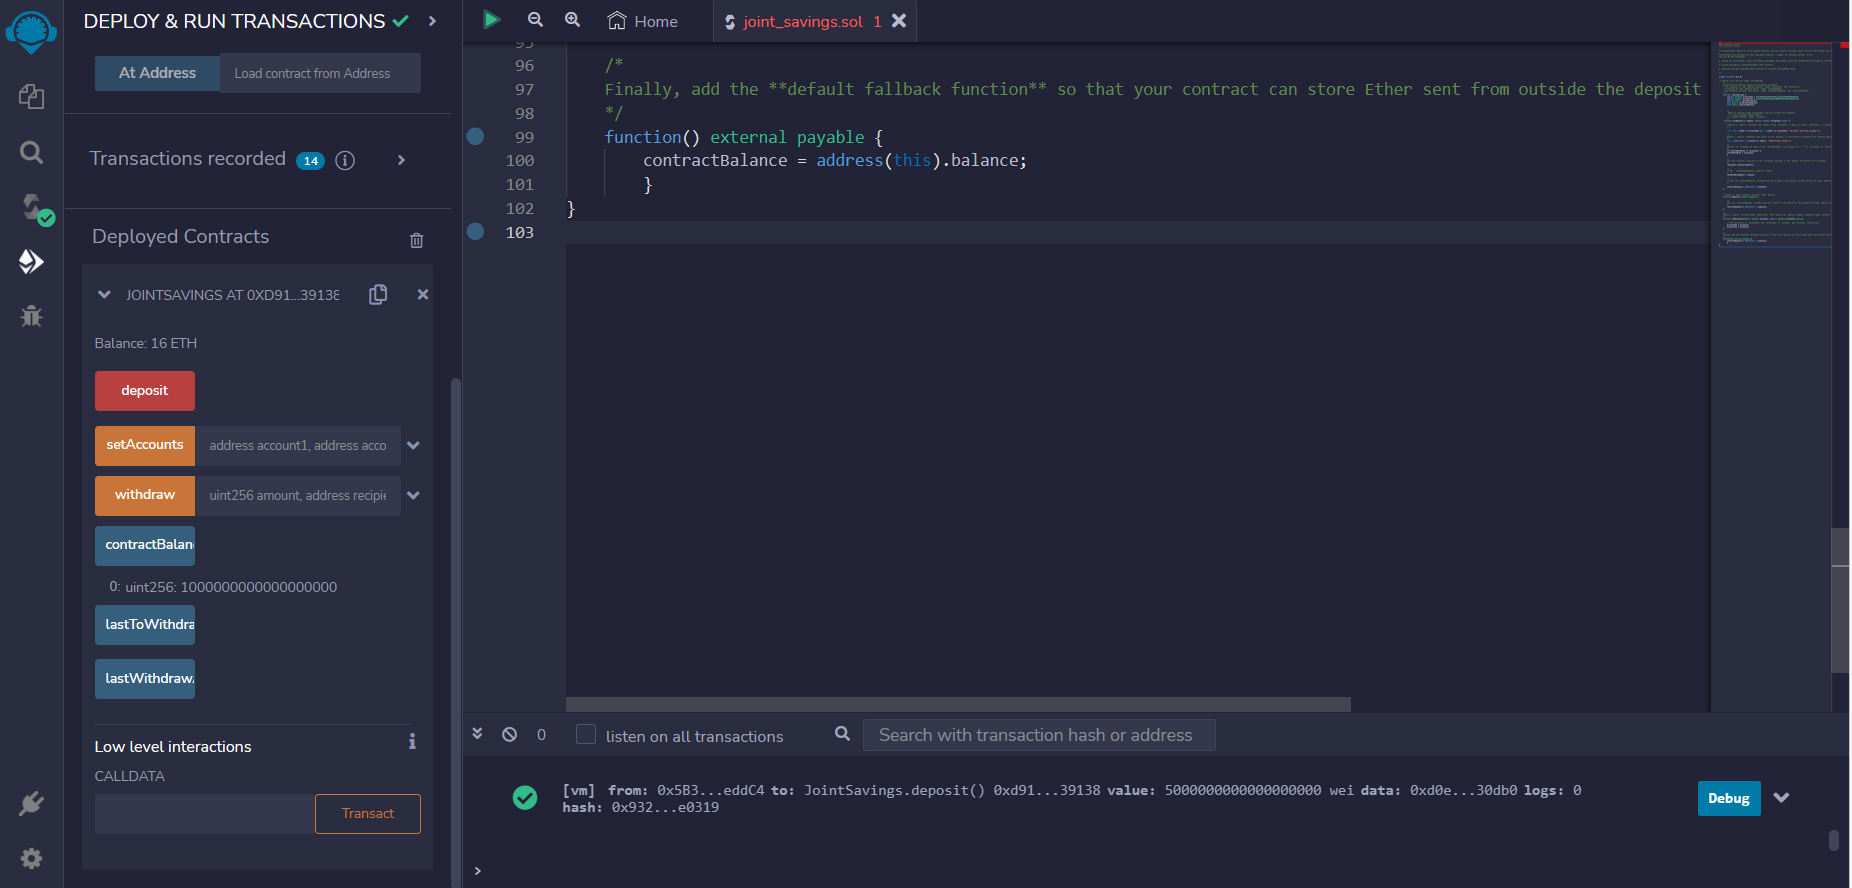 DEPLOY & RUN TRANSACTIONS
At Address
Load contract from Address
Transactions recorded 14
Deployed Contracts
JOINTSAVINGS AT 0XD91...39138
Balance: 16 ETH
deposit
setAccounts
address account1, address acco
withdraw
uint256 amount, address recipie
contractBalan
0: uint256: 1000000000000000000
lastToWithdra
lastWithdraw
Low level interactions
CALLDATA
Transact
Home
joint_savings.sol 1
95
96 /*
97 Finally, add the **default fallback function** so that your contract can store Ether sent from outside the deposit
98 */
99 function() external payable {
100 contractBalance = address(this).balance;
101 }
102 }
103
0
listen on all transactions
Search with transaction hash or address
[vm] from: 0x5B3...eddC4 to: JointSavings.deposit() 0xd91...39138 value: 5000000000000000000 wei data: 0xd0e...30db0 logs: 0
hash: 0x932...e0319
Debug
>